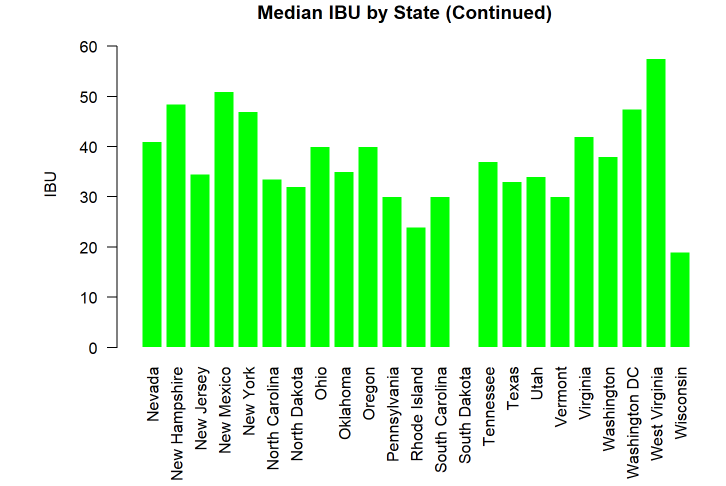 Median IBU by State (Continued)
60
50
40
30
20
10
0
IBU
Nevada
New Hampshire
New Jersey
New Mexico
New York
North Carolina
North Dakota
Ohio
Oklahoma
Oregon
Pennsylvania
Rhode Island
South Carolina
South Dakota
Tennessee
Texas
Utah
Vermont
Virginia
Washington
Washington DC
West Virginia
Wisconsin